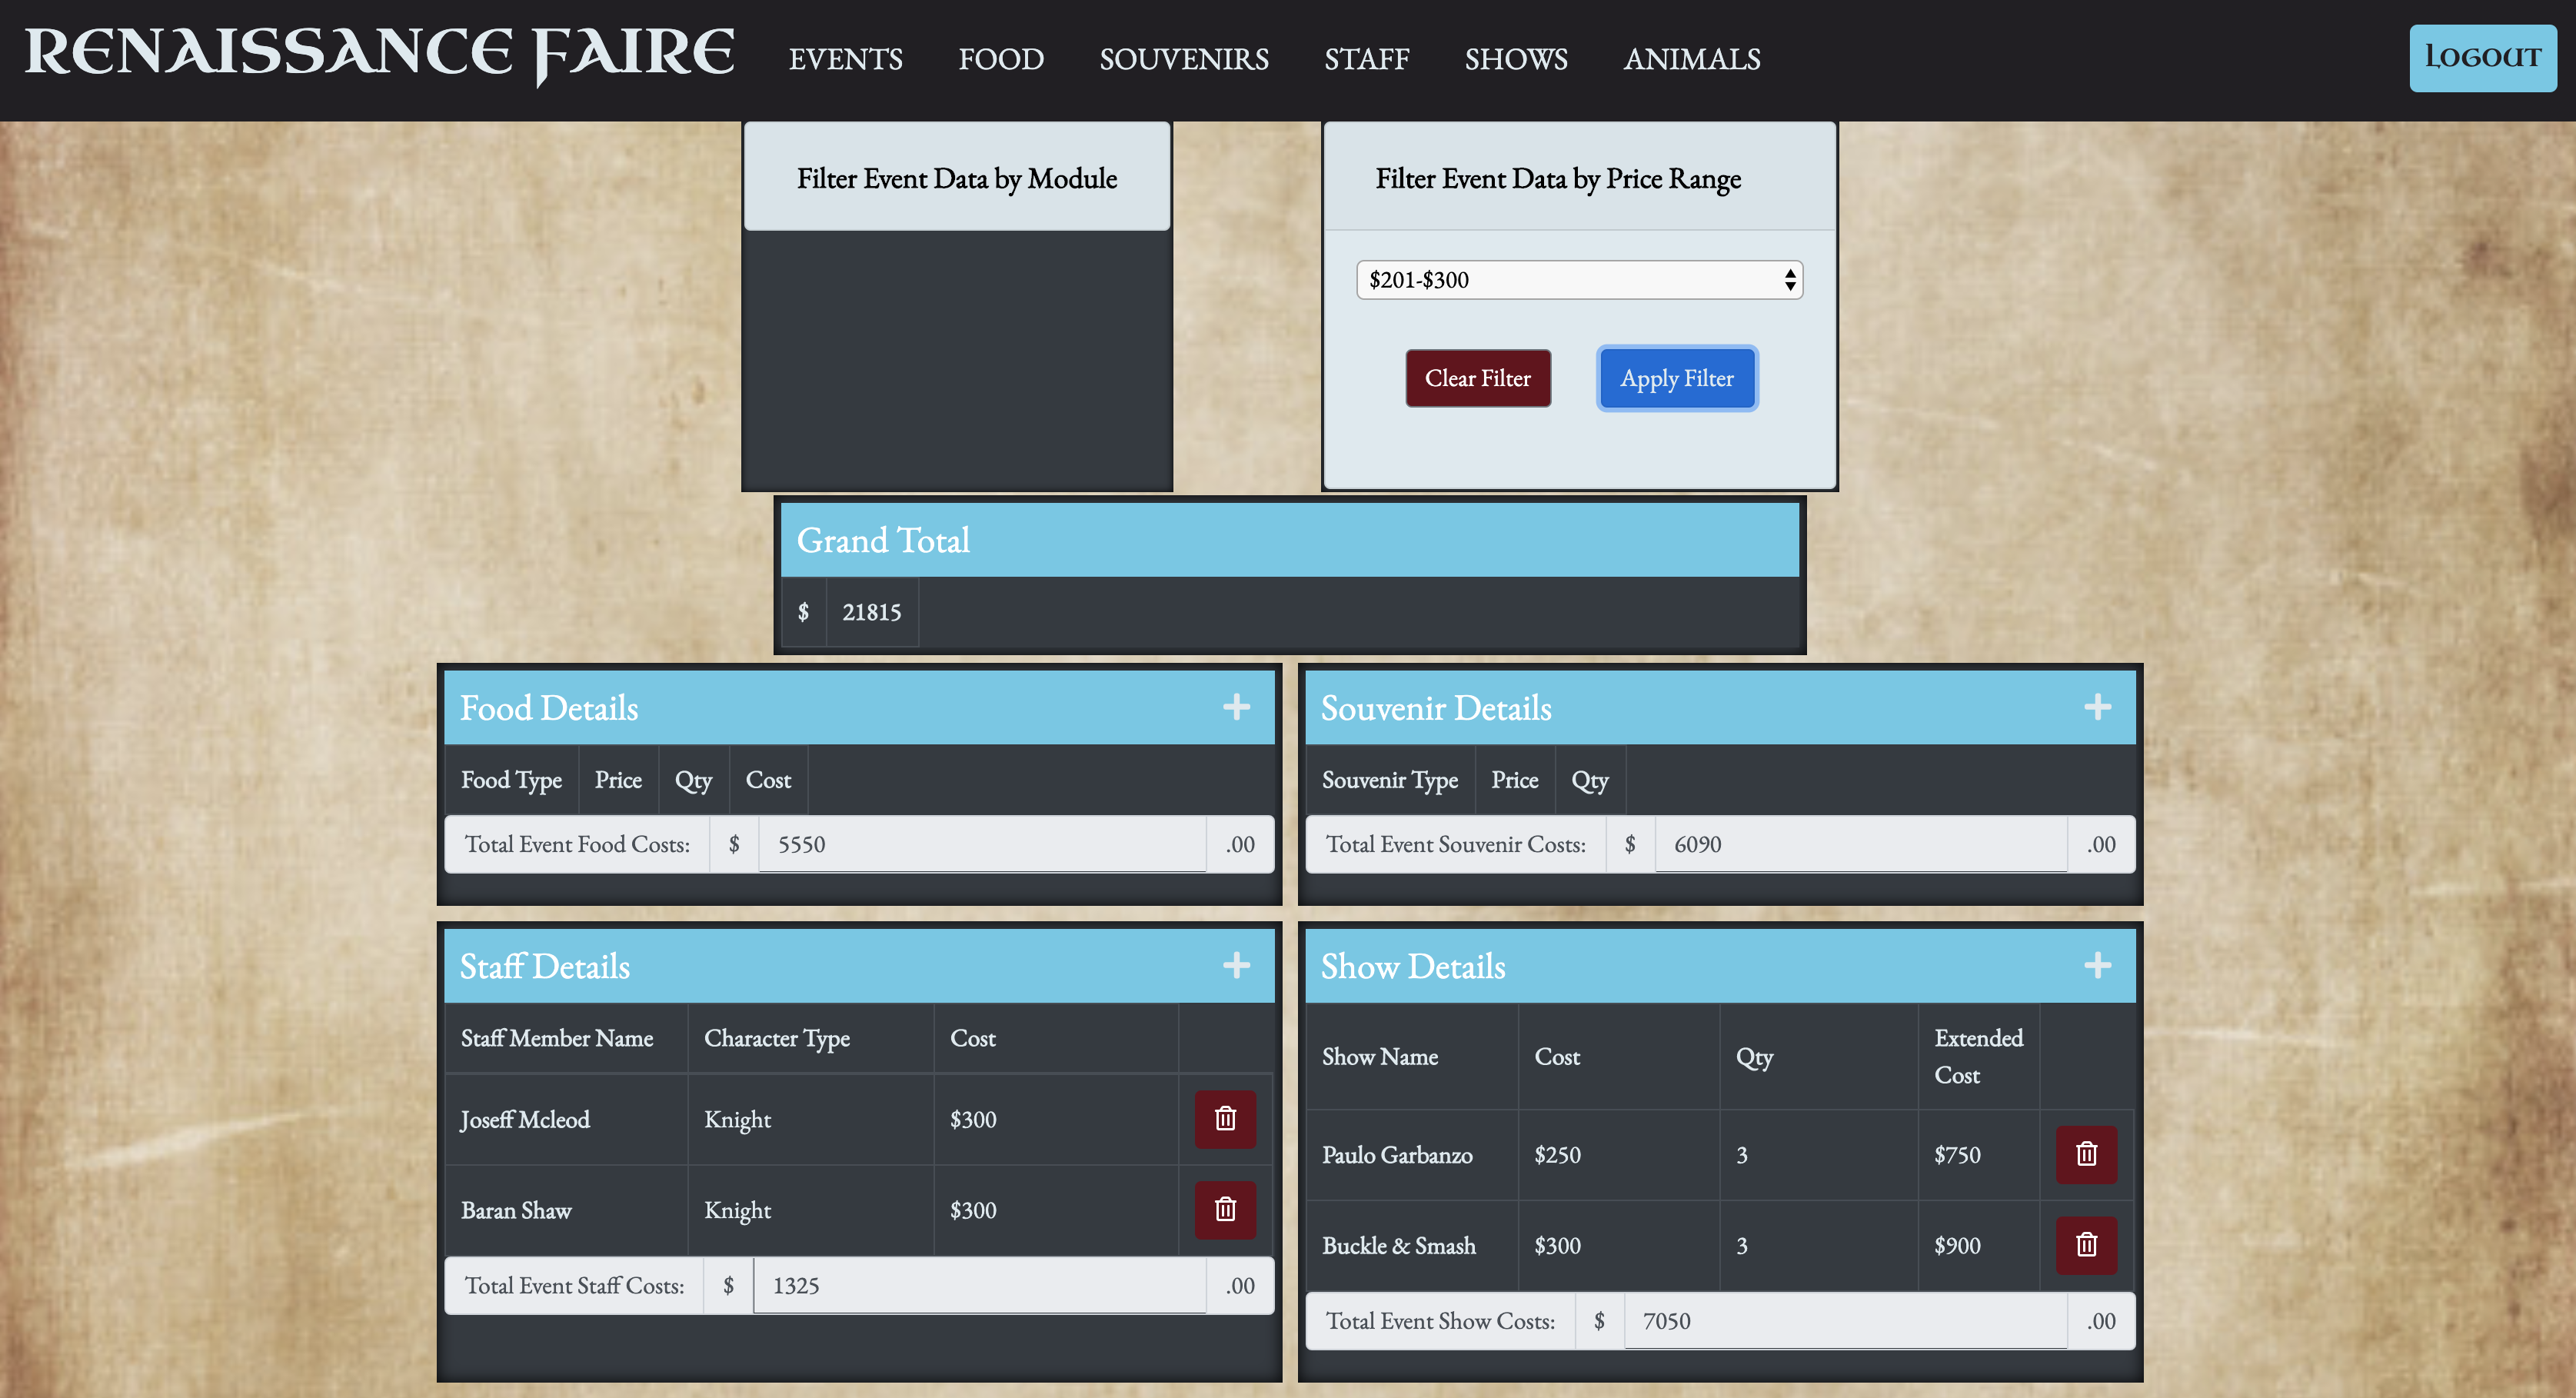 RENAISSANCE FAIRE EVENTS FOOD SOUVENIRS STAFF SHOWS ANIMALS LOGOUT
Filter Event Data by Module
Filter Event Data by Price Range
$201-$300
Clear Filter Apply Filter
Grand Total
$ 21815
Food Details
Food Type Price Qty Cost
Total Event Food Costs: $ 5550 .00
Souvenir Details
Souvenir Type Price Qty
Total Event Souvenir Costs: $ 6090 .00
Staff Details
Staff Member Name Character Type Cost
Joseff Mcleod Knight $300
Baran Shaw Knight $300
Total Event Staff Costs: $ 1325 .00
Show Details
Show Name Cost Qty Extended Cost
Paulo Garbanzo $250 3 $750
Buckle & Smash $300 3 $900
Total Event Show Costs: $ 7050 .00